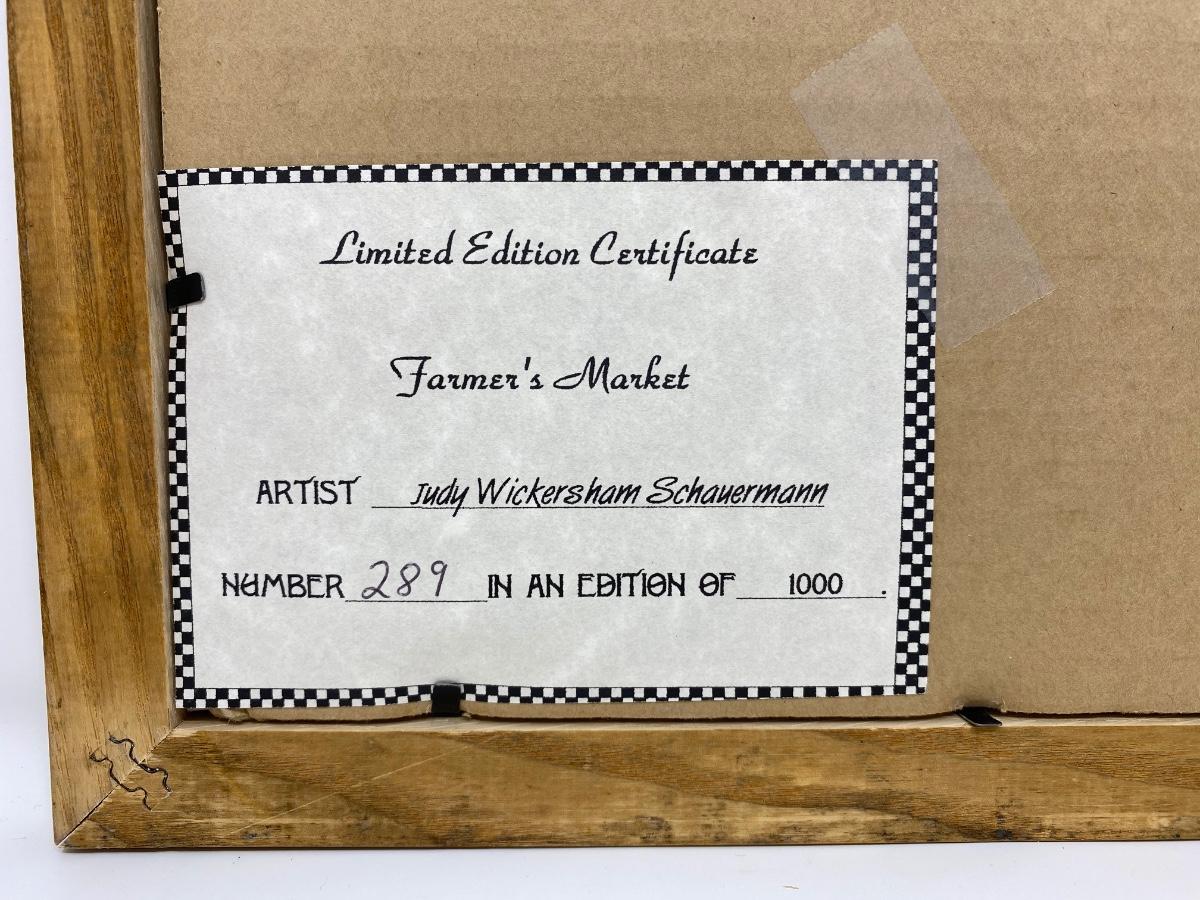 Limited Edition Certificate
Farmer's Market
ARTIST Judy Wickersham Schauermann
NUMBER 289 IN AN EDITION OF 1000.